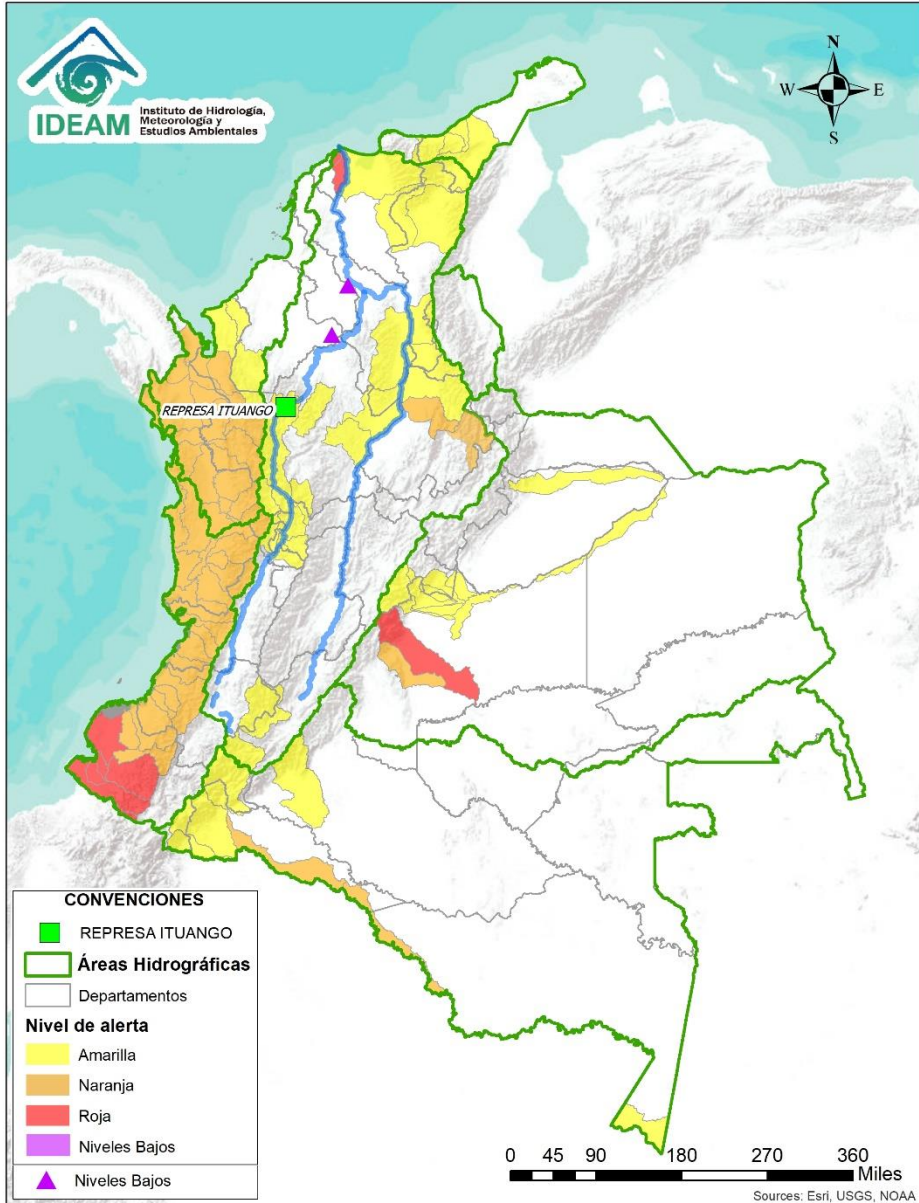 IDEAM
Instituto de Hidrología,
Meteorología y
Estudios Ambientales
N
W
E
S
REPRESA ITUANGO
CONVENCIONES
REPRESA ITUANGO
Áreas Hidrográficas
Departamentos
Nivel de alerta
Amarilla
Naranja
Roja
Niveles Bajos
Niveles Bajos
0 45 90 180 270 360
Miles
Sources: Esri, USGS, NOAA